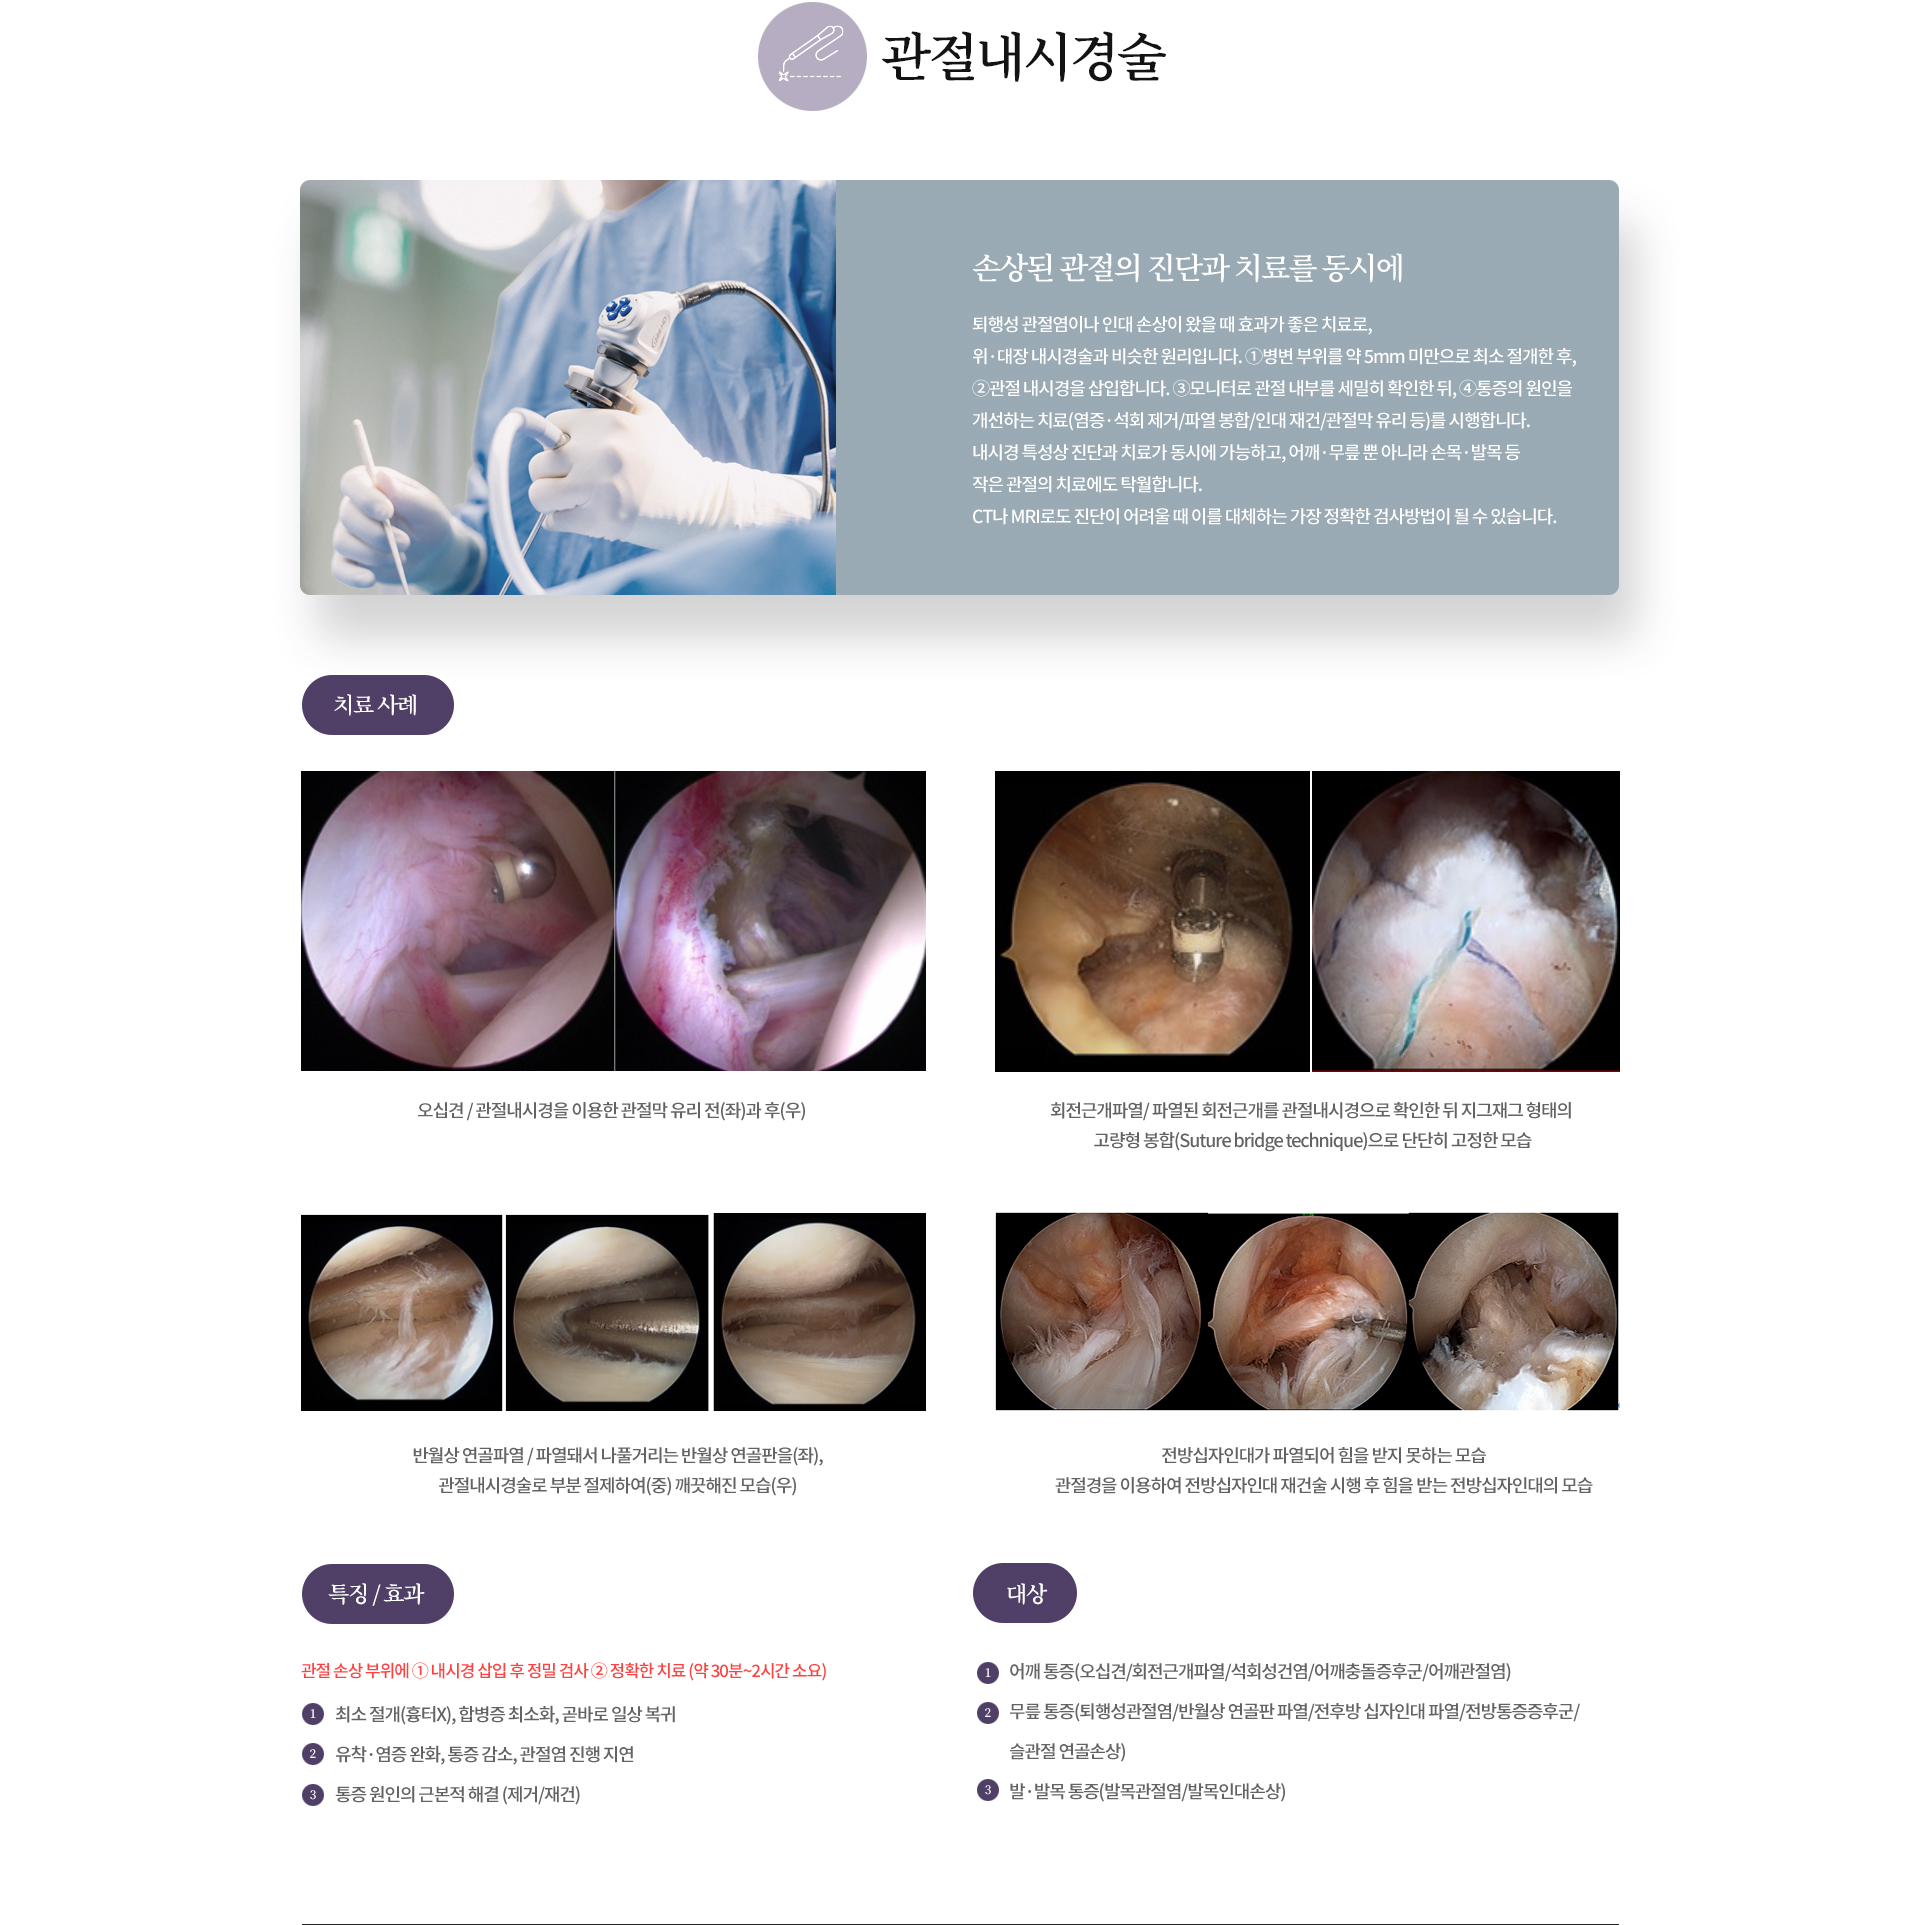 관절내시경술
손상된 관절의 진단과 치료를 동시에
퇴행성 관절염이나 인대 손상이 왔을 때 효과가 좋은 치료로,
위·대장 내시경술과 비슷한 원리입니다. ①병변 부위를 약 5mm 미만으로 최소 절개한 후,
②관절 내시경을 삽입합니다. ③모니터로 관절 내부를 세밀히 확인한 뒤, ④통증의 원인을
개선하는 치료(염증·석회 제거/파열 봉합/인대 재건/관절막 유리 등)를 시행합니다.
내시경 특성상 진단과 치료가 동시에 가능하고, 어깨·무릎 뿐 아니라 손목·발목 등
작은 관절의 치료에도 탁월합니다.
CT나 MRI로도 진단이 어려울 때 이를 대체하는 가장 정확한 검사방법이 될 수 있습니다.
치료 사례
오십견 / 관절내시경을 이용한 관절막 유리 전(좌)과 후(우)
회전근개파열/ 파열된 회전근개를 관절내시경으로 확인한 뒤 지그재그 형태의
고량형 봉합(Suture bridge technique)으로 단단히 고정한 모습
반월상 연골파열 / 파열돼서 나풀거리는 반월상 연골판을(좌),
관절내시경술로 부분 절제하여(중) 깨끗해진 모습(우)
전방십자인대가 파열되어 힘을 받지 못하는 모습
관절경을 이용하여 전방십자인대 재건술 시행 후 힘을 받는 전방십자인대의 모습
특징 / 효과
관절 손상 부위에 ① 내시경 삽입 후 정밀 검사 ② 정확한 치료 (약 30분~2시간 소요)
1 최소 절개(흉터X), 합병증 최소화, 곧바로 일상 복귀
2 유착·염증 완화, 통증 감소, 관절염 진행 지연
3 통증 원인의 근본적 해결 (제거/재건)
대상
1 어깨 통증(오십견/회전근개파열/석회성건염/어깨충돌증후군/어깨관절염)
2 무릎 통증(퇴행성관절염/반월상 연골판 파열/전후방 십자인대 파열/전방통증증후군/
슬관절 연골손상)
3 발·발목 통증(발목관절염/발목인대손상)